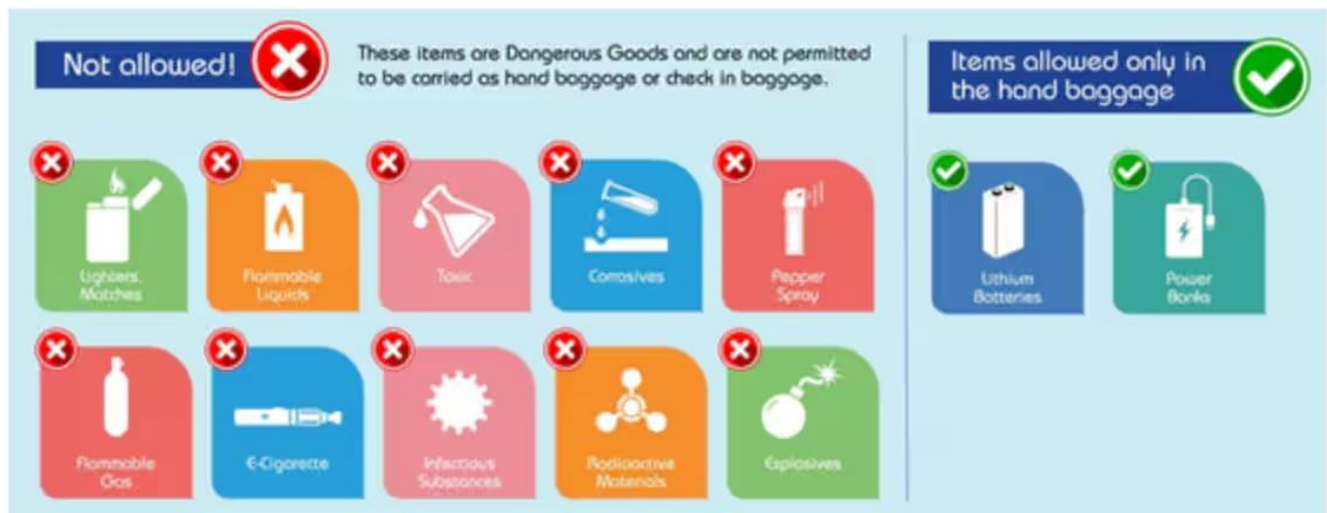 Not allowed!
These items are Dangerous Goods and are not permitted
to be carried as hand baggage or check in baggage.
Items allowed only in
the hand baggage
Lighters,
Matches
Flammable
Liquids
Toxic
Corrosives
Pepper
Spray
Lithium
Batteries
Power
Banks
Flammable
Gas
E-Cigarette
Infectious
Substances
Radioactive
Materials
Explosives